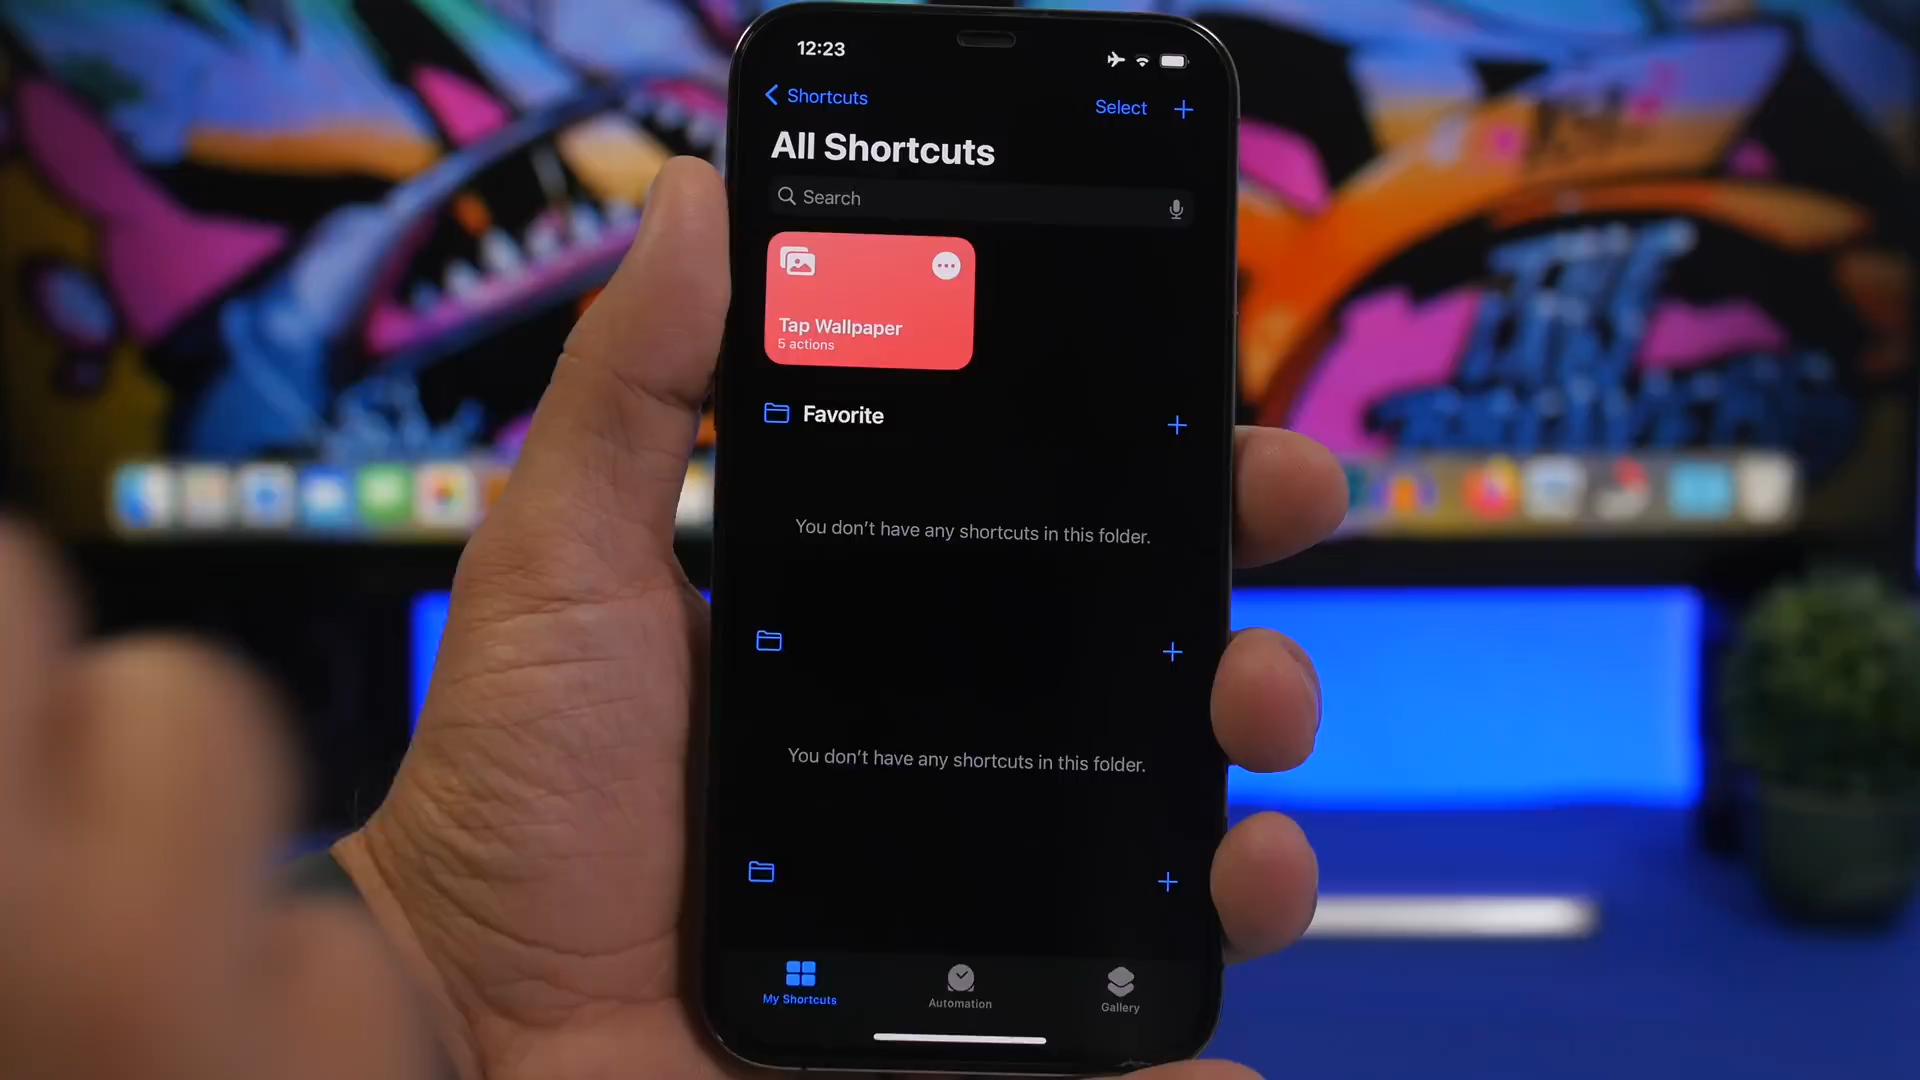 12:23
Shortcuts
Select
All Shortcuts
Search
Tap Wallpaper
5 actions
Favorite
You don't have any shortcuts in this folder.
You don't have any shortcuts in this folder.
My Shortcuts
Automation
Gallery